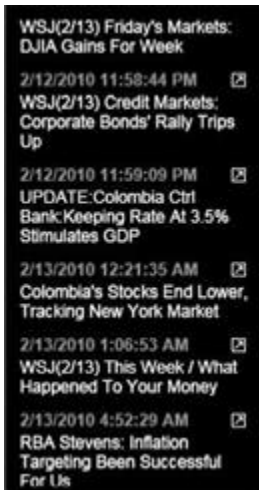 WSJ(2/13) Friday's Markets:
DJIA Gains For Week
2/12/2010 11:58:44 PM
WSJ(2/13) Credit Markets:
Corporate Bonds' Rally Trips
Up
2/12/2010 11:59:09 PM
UPDATE:Colombia Ctrl
Bank:Keeping Rate At 3.5%
Stimulates GDP
2/13/2010 12:21:35 AM
Colombia's Stocks End Lower,
Tracking New York Market
2/13/2010 1:06:53 AM
WSJ(2/13) This Week / What
Happened To Your Money
2/13/2010 4:52:29 AM
RBA Stevens: Inflation
Targeting Been Successful
For Us